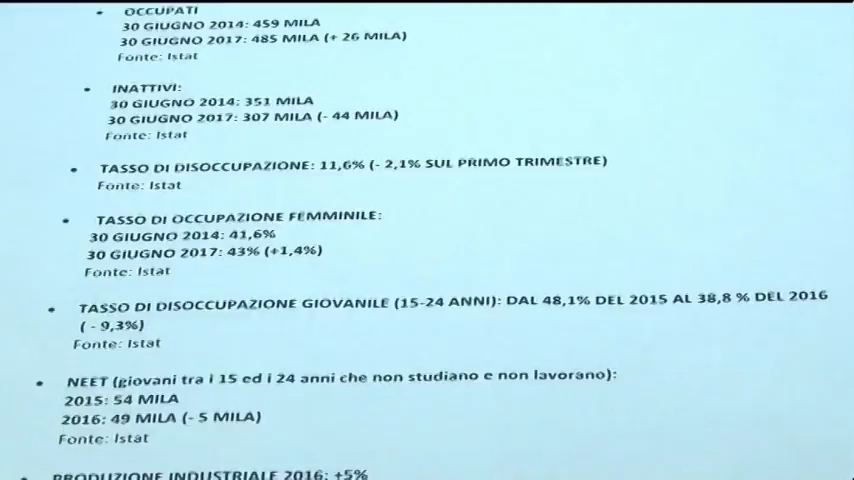 • OCCUPATI
30 GIUGNO 2014: 459 MILA
30 GIUGNO 2017: 485 MILA (+ 26 MILA)
Fonte: Istat
• INATTIVI:
30 GIUGNO 2014: 351 MILA
30 GIUGNO 2017: 307 MILA (- 44 MILA)
Fonte: Istat
• TASSO DI DISOCCUPAZIONE: 11,6% (- 2,1% SUL PRIMO TRIMESTRE)
Fonte: Istat
• TASSO DI OCCUPAZIONE FEMMINILE:
30 GIUGNO 2014: 41,6%
30 GIUGNO 2017: 43% (+1,4%)
Fonte: Istat
• TASSO DI DISOCCUPAZIONE GIOVANILE (15-24 ANNI): DAL 48,1% DEL 2015 AL 38,8 % DEL 2016
( - 9,3%)
Fonte: Istat
• NEET (giovani tra i 15 ed i 24 anni che non studiano e non lavorano):
2015: 54 MILA
2016: 49 MILA (- 5 MILA)
Fonte: Istat
• PRODUZIONE INDUSTRIALE 2016: +5%